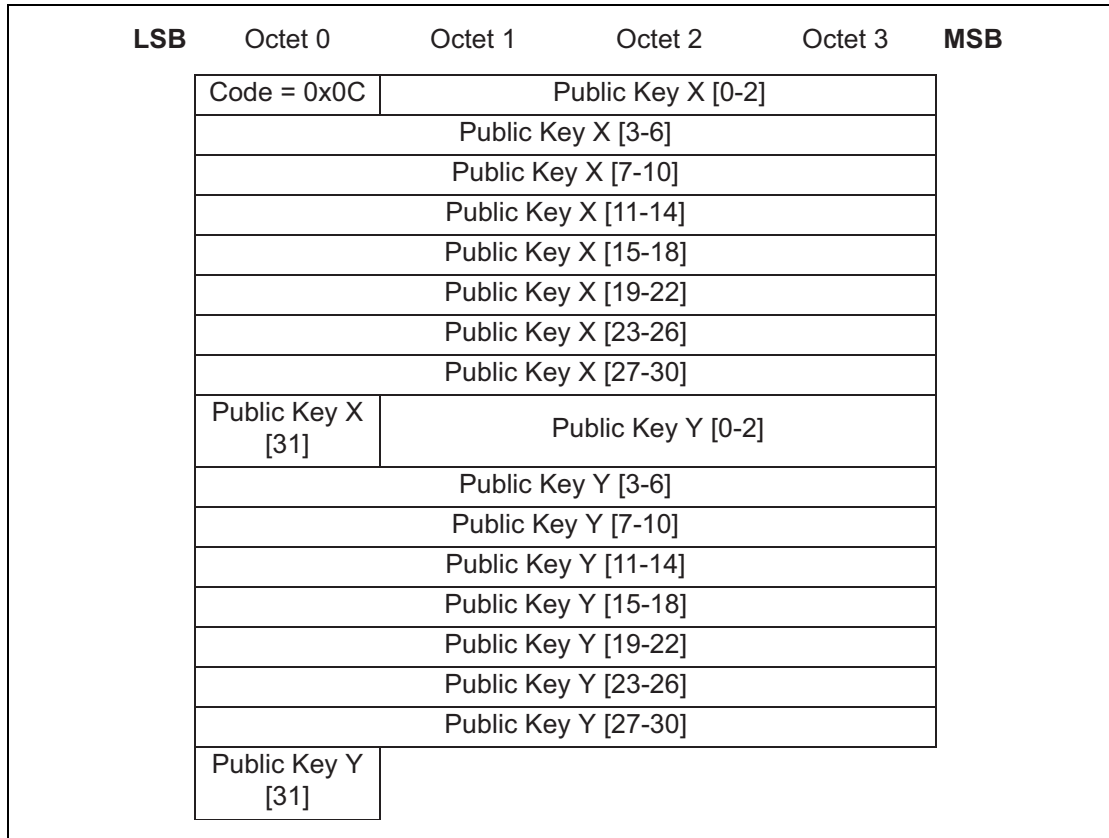 LSB Octet 0 Octet 1 Octet 2 Octet 3 MSB
Code = 0x0C Public Key X [0-2]
Public Key X [3-6]
Public Key X [7-10]
Public Key X [11-14]
Public Key X [15-18]
Public Key X [19-22]
Public Key X [23-26]
Public Key X [27-30]
Public Key X
[31]
Public Key Y [0-2]
Public Key Y [3-6]
Public Key Y [7-10]
Public Key Y [11-14]
Public Key Y [15-18]
Public Key Y [19-22]
Public Key Y [23-26]
Public Key Y [27-30]
Public Key Y
[31]